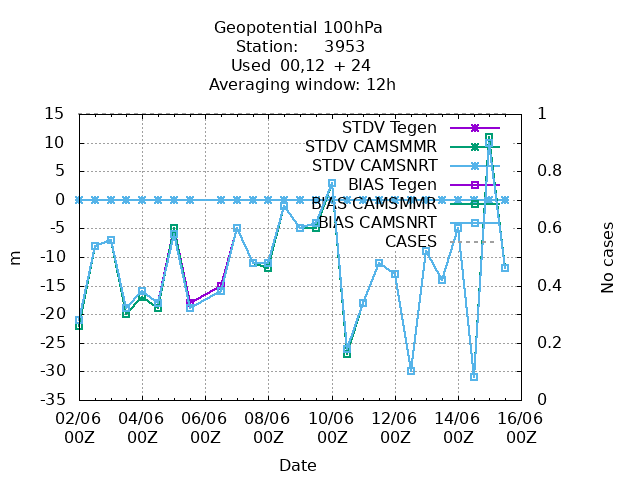 Geopotential 100hPa
Station: 3953
Used 00,12 + 24
Averaging window: 12h
15 1
STDV Tegen
10
STDV CAMSMMR
STDV CAMSNRT
5 0.8
BIAS Tegen
0
BIAS CAMSMMR
BIAS CAMSNRT
-5 0.6
CASES
-10
m No cases
-15 0.4
-20
-25 0.2
-30
-35 0
02/06 04/06 06/06 08/06 10/06 12/06 14/06 16/06
00Z 00Z 00Z 00Z 00Z 00Z 00Z 00Z
Date